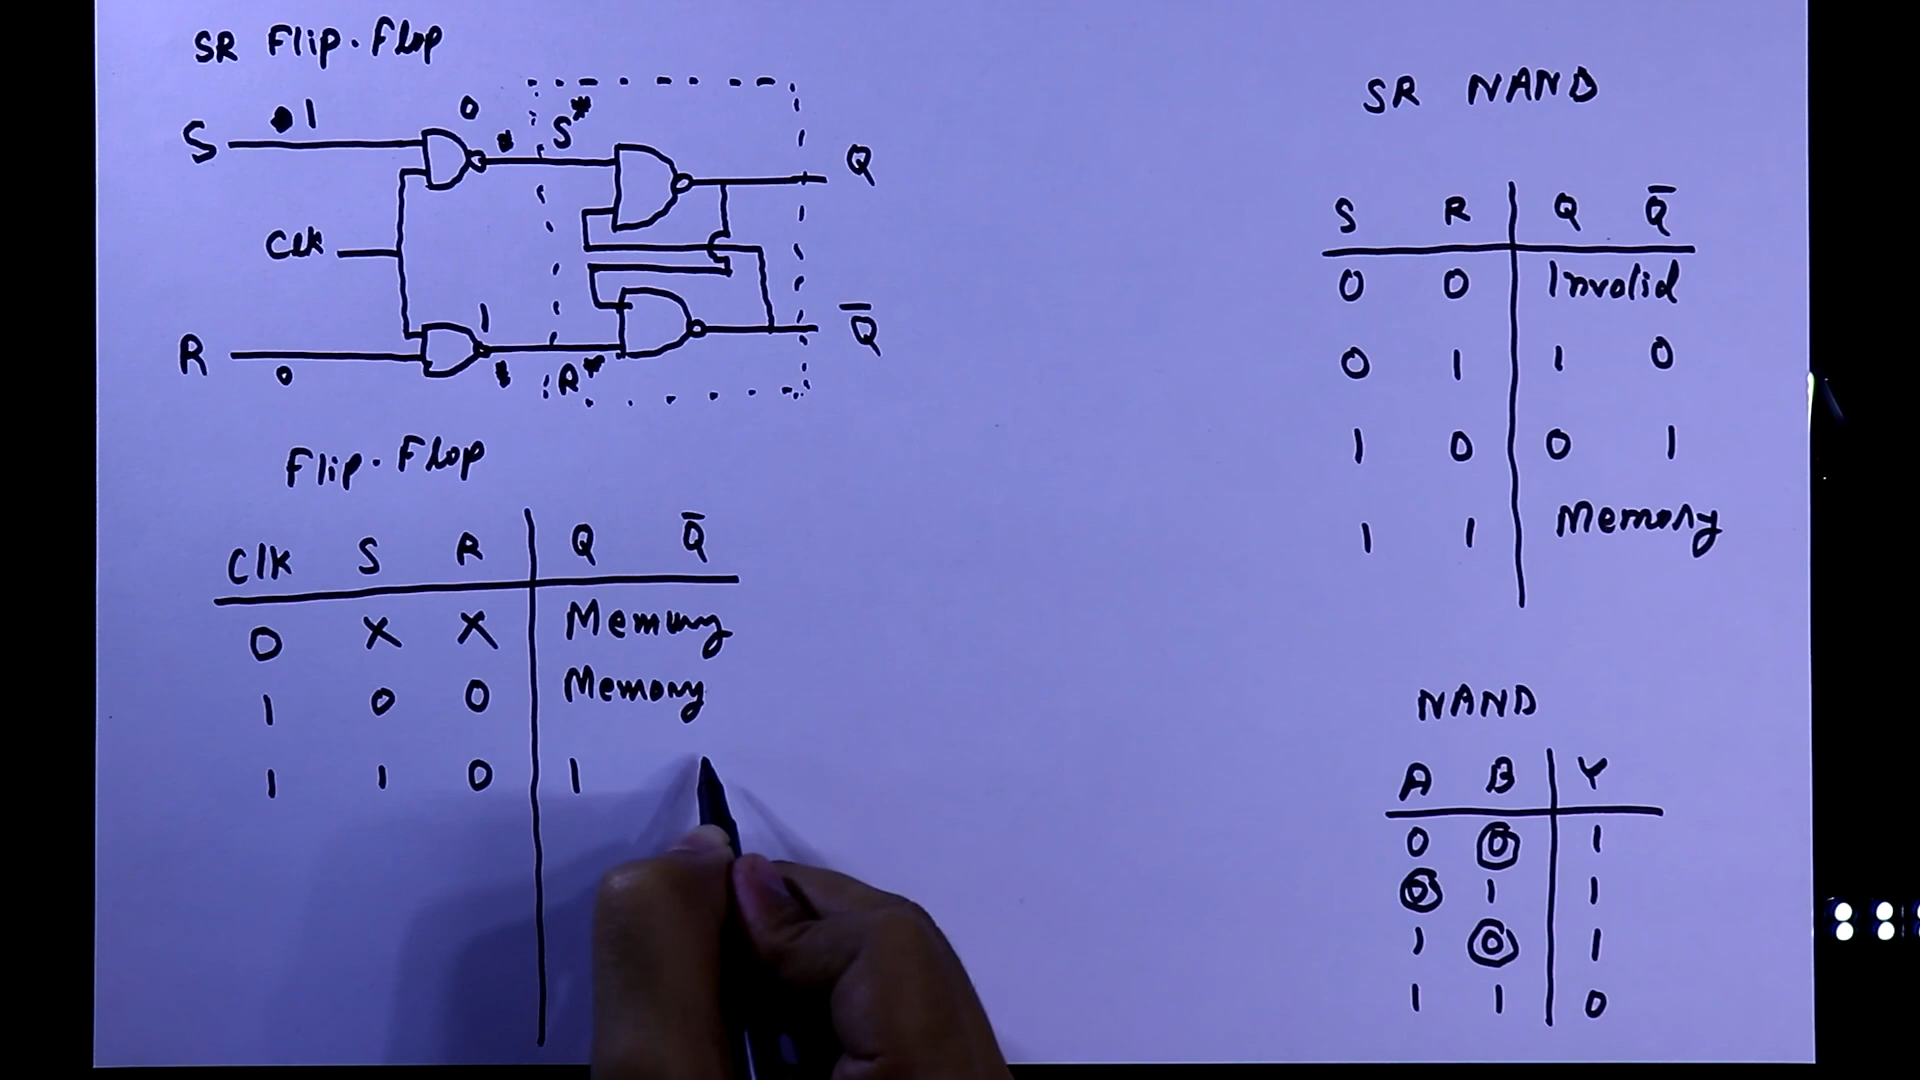 SR Flip-Flop
S 1 0 S* Q
Clk
R 0 1 R* Q̅
Flip-Flop
Clk S R Q Q̅
0 X X Memory
1 0 0 Memory
1 1 0 1
SR NAND
S R Q Q̅
0 0 Invalid
0 1 1 0
1 0 0 1
1 1 Memory
NAND
A B Y
0 0 1
0 1 1
1 0 1
1 1 0